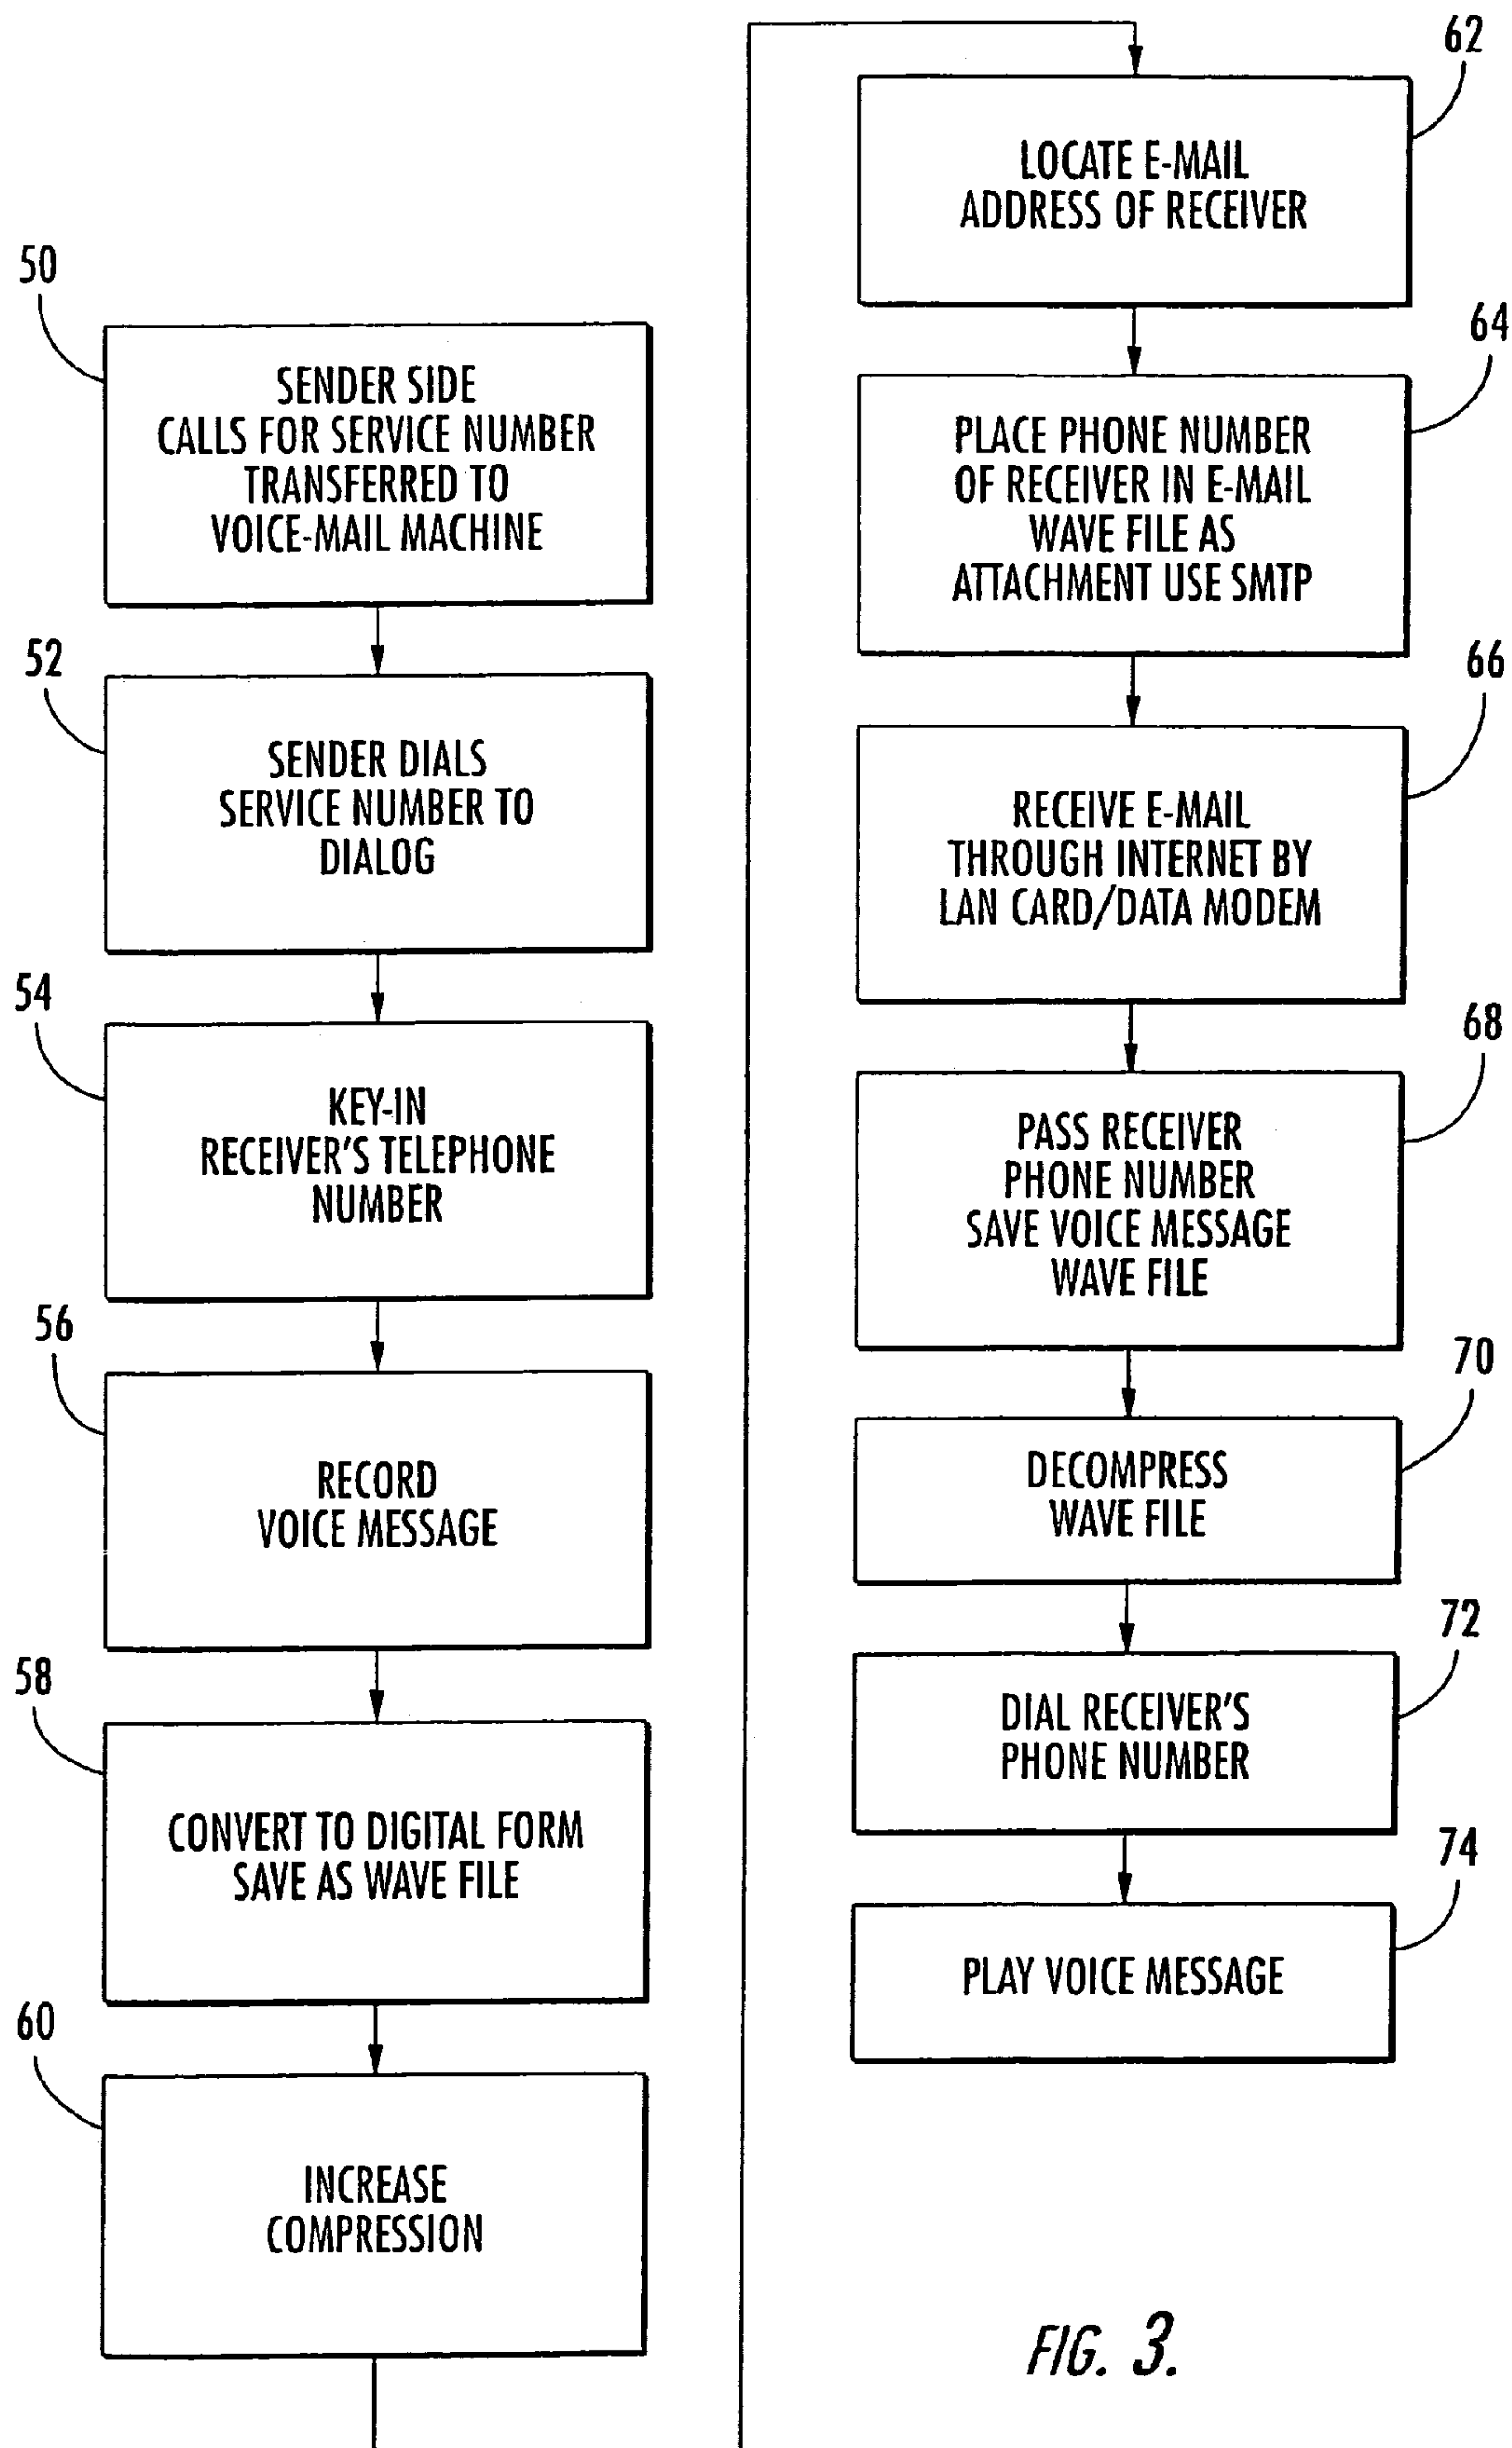 50
SENDER SIDE
CALLS FOR SERVICE NUMBER
TRANSFERRED TO
VOICE-MAIL MACHINE
52
SENDER DIALS
SERVICE NUMBER TO
DIALOG
54
KEY-IN
RECEIVER'S TELEPHONE
NUMBER
56
RECORD
VOICE MESSAGE
58
CONVERT TO DIGITAL FORM
SAVE AS WAVE FILE
60
INCREASE
COMPRESSION
62
LOCATE E-MAIL
ADDRESS OF RECEIVER
64
PLACE PHONE NUMBER
OF RECEIVER IN E-MAIL
WAVE FILE AS
ATTACHMENT USE SMTP
66
RECEIVE E-MAIL
THROUGH INTERNET BY
LAN CARD/DATA MODEM
68
PASS RECEIVER
PHONE NUMBER
SAVE VOICE MESSAGE
WAVE FILE
70
DECOMPRESS
WAVE FILE
72
DIAL RECEIVER'S
PHONE NUMBER
74
PLAY VOICE MESSAGE
FIG. 3.